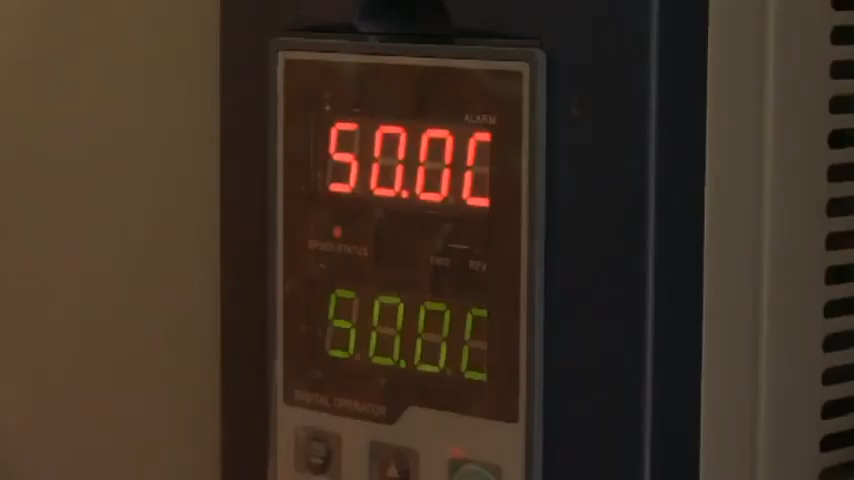 ALARM
50.0C
SPEED/STATUS
FWD REV
50.0C
DIGITAL OPERATOR